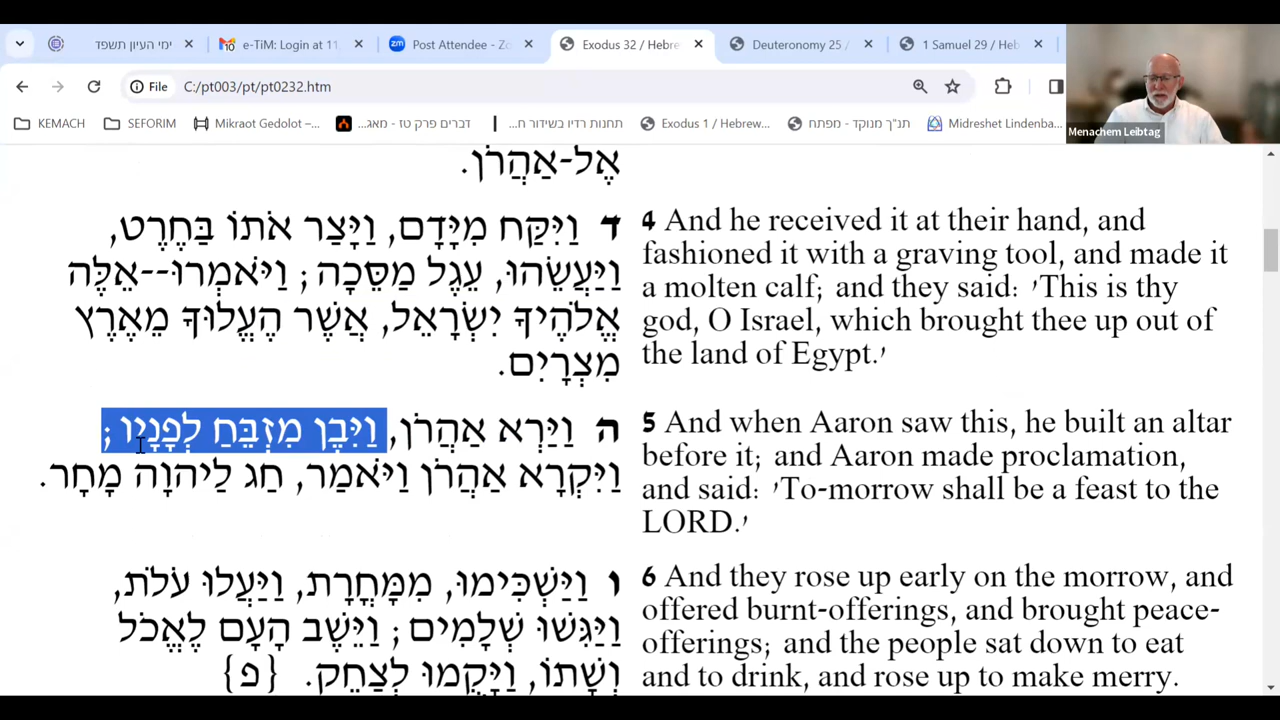 ימי העיון תשפד
e-TiM: Login at 11,
Post Attendee - Zo
Exodus 32 / Hebre
Deuteronomy 25 /
1 Samuel 29 / Heb
File C:/pt003/pt/pt0232.htm
KEMACH
SEFORIM
Mikraot Gedolot –...
דברים פרק טז - מאג...
תחנות רדיו בשידור ח...
Exodus 1 / Hebrew...
תנ"ך מנוקד - מפתח
Midreshet Lindenba...
Menachem Leibtag
אֶל-אַהֲרֹן.
ד וַיִּקַּח מִיָּדָם, וַיָּצַר אֹתוֹ בַּחֶרֶט,
וַיַּעֲשֵׂהוּ, עֵגֶל מַסֵּכָה; וַיֹּאמְרוּ--אֵלֶּה
אֱלֹהֶיךָ יִשְׂרָאֵל, אֲשֶׁר הֶעֱלוּךָ מֵאֶרֶץ
מִצְרָיִם.
4 And he received it at their hand, and
fashioned it with a graving tool, and made it
a molten calf; and they said: 'This is thy
god, O Israel, which brought thee up out of
the land of Egypt.'
ה וַיַּרְא אַהֲרֹן, וַיִּבֶן מִזְבֵּחַ לְפָנָיו;
וַיִּקְרָא אַהֲרֹן וַיֹּאמַר, חַג לַיהוָה מָחָר.
5 And when Aaron saw this, he built an altar
before it; and Aaron made proclamation,
and said: 'To-morrow shall be a feast to the
LORD.'
ו וַיַּשְׁכִּימוּ, מִמָּחֳרָת, וַיַּעֲלוּ עֹלֹת,
וַיַּגִּשׁוּ שְׁלָמִים; וַיֵּשֶׁב הָעָם לֶאֱכֹל
וְשָׁתוֹ, וַיָּקֻמוּ לְצַחֵק. {פ}
6 And they rose up early on the morrow, and
offered burnt-offerings, and brought peace-
offerings; and the people sat down to eat
and to drink, and rose up to make merry.